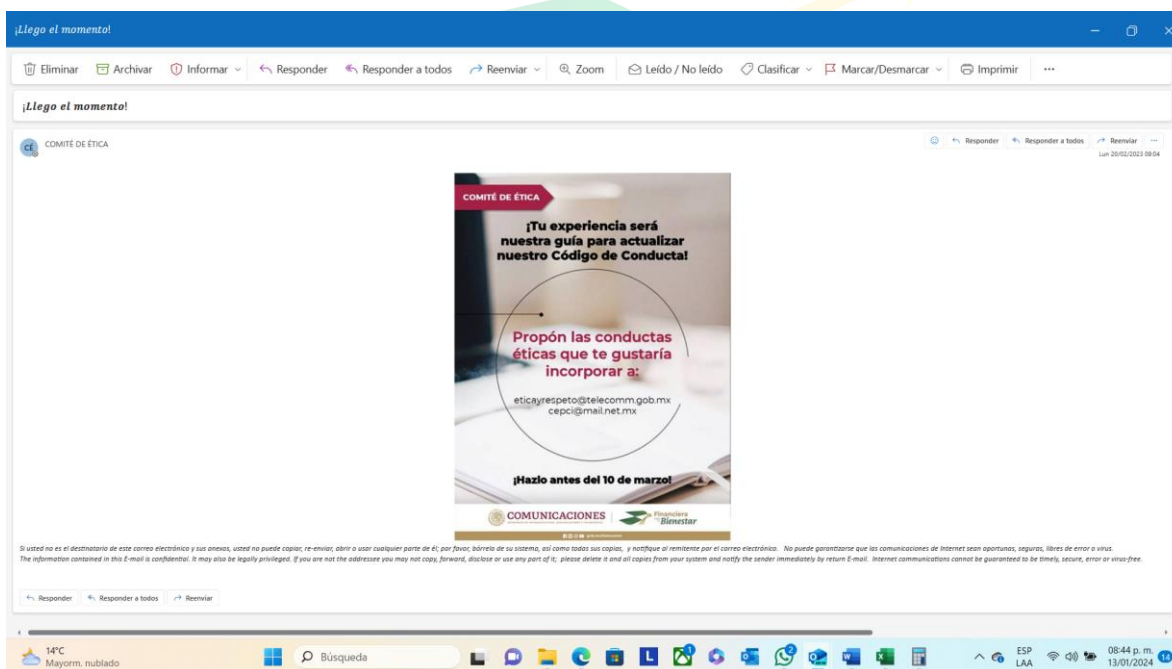 ¡Llego el momento!
Eliminar Archivar Informar Responder Responder a todos Reenviar Zoom Leído / No leído Clasificar Marcar/Desmarcar Imprimir ...
¡Llego el momento!
CÉ COMITÉ DE ÉTICA
Responder Responder a todos Reenviar ...
Lun 20/02/2023 09:04
COMITÉ DE ÉTICA
¡Tu experiencia será
nuestra guía para actualizar
nuestro Código de Conducta!
Propón las conductas
éticas que te gustaría
incorporar a:
eticayrespeto@telecomm.gob.mx
cepci@mail.net.mx
¡Hazlo antes del 10 de marzo!
COMUNICACIONES
Financiera
Bienestar
Si usted no es el destinatario de este correo electrónico y sus anexos, usted no puede copiar, re-enviar, abrir o usar cualquier parte de él; por favor, bórrelo de su sistema, así como todas sus copias, y notifique al remitente por el correo electrónico. No puede garantizarse que las comunicaciones de Internet sean oportunas, seguras, libres de error o virus.
The information contained in this E-mail is confidential. It may also be legally privileged. If you are not the addressee you may not copy, forward, disclose or use any part of it; please delete it and all copies from your system and notify the sender immediately by return E-mail. Internet communications cannot be guaranteed to be timely, secure, error or virus-free.
Responder Responder a todos Reenviar
14°C
Mayorm. nublado
Búsqueda
ESP
LAA
08:44 p. m.
13/01/2024